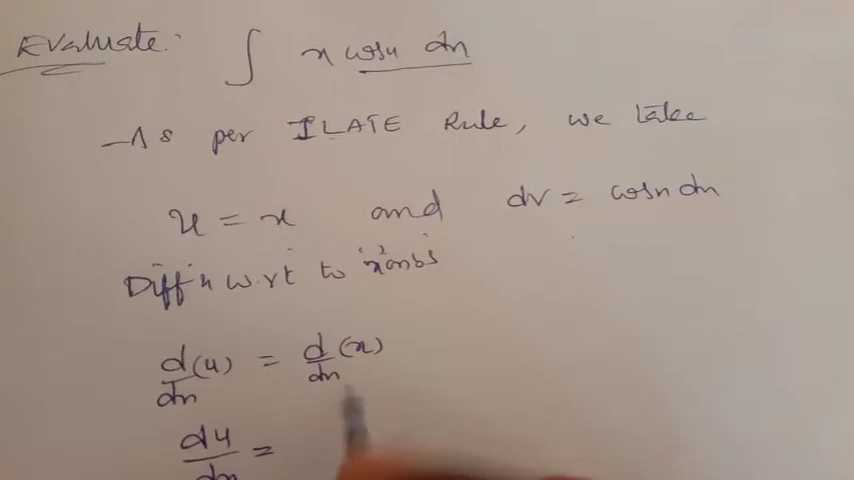 Evaluate: ∫ x cosx dx
As per ILATE Rule, we take
u = x and dv = cosx dx
Diff'n w.r.t to 'x' on b.s
d/dx (u) = d/dx (x)
du/dx =